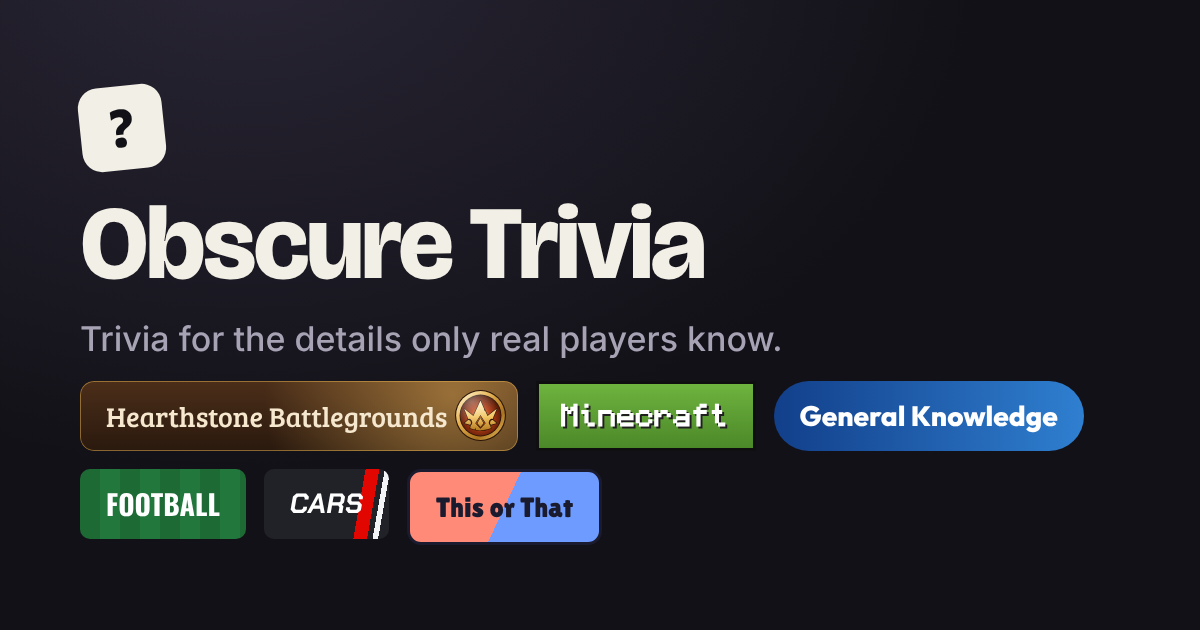 ?
Obscure Trivia
Trivia for the details only real players know.
Hearthstone Battlegrounds Minecraft General Knowledge
FOOTBALL CARS This or That